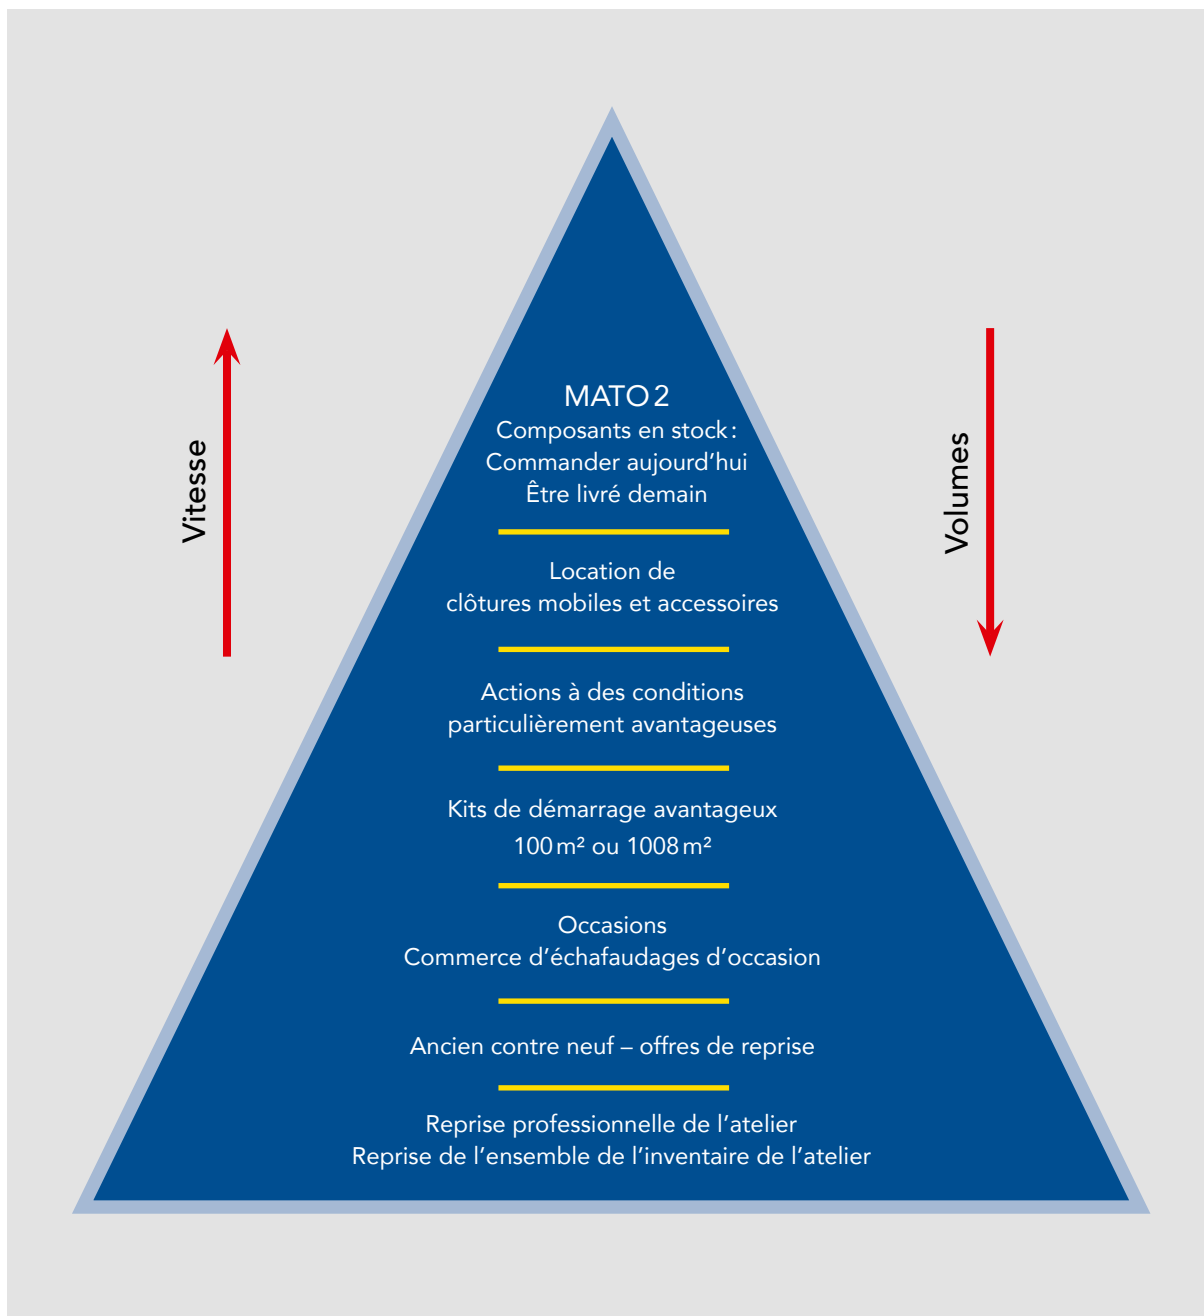 MATO 2
Composants en stock :
Commander aujourd’hui
Être livré demain
Location de
clôtures mobiles et accessoires
Actions à des conditions
particulièrement avantageuses
Kits de démarrage avantageux
100 m² ou 1008 m²
Occasions
Commerce d’échafaudages d’occasion
Ancien contre neuf – offres de reprise
Reprise professionnelle de l’atelier
Reprise de l’ensemble de l’inventaire de l’atelier
Vitesse
Volumes